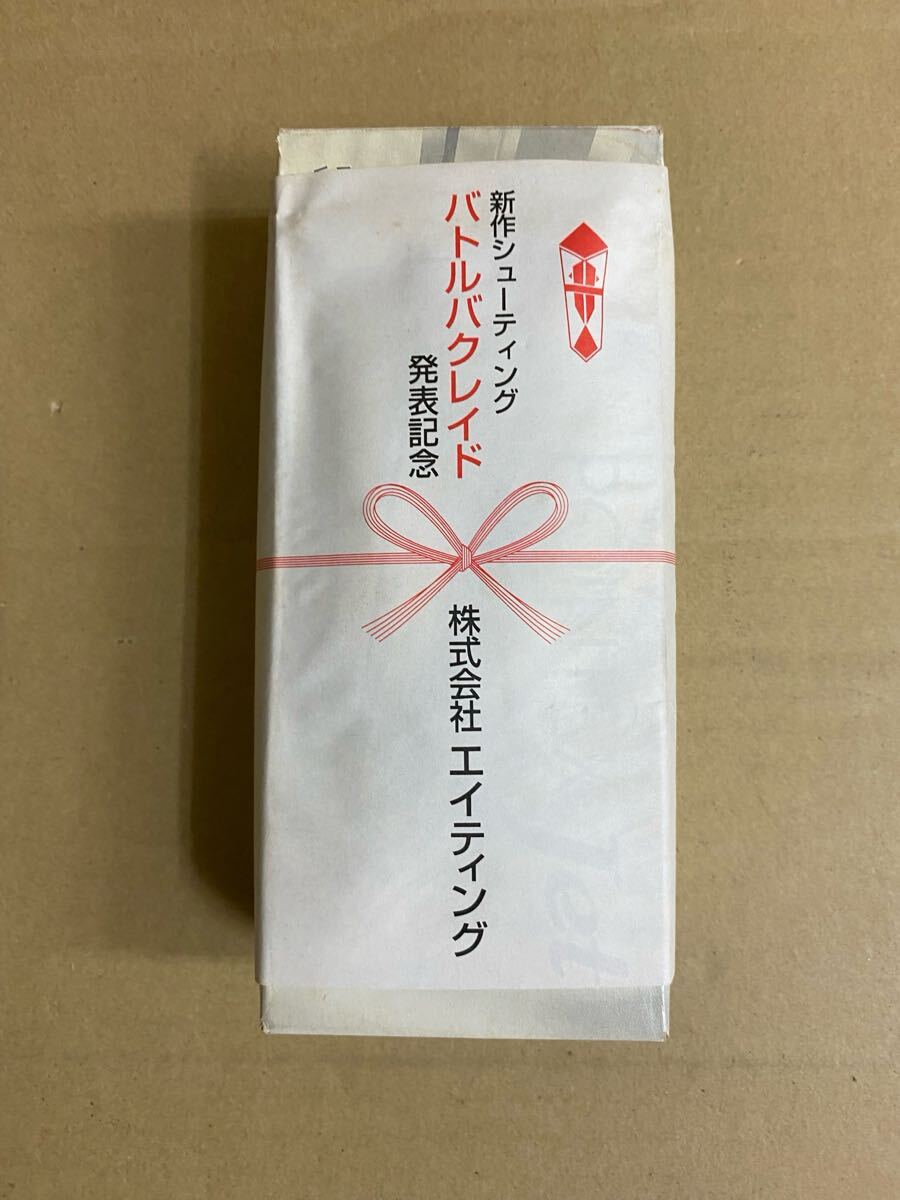 新作シューティング
バトルバクレイド
発表記念
株式会社 エイティング